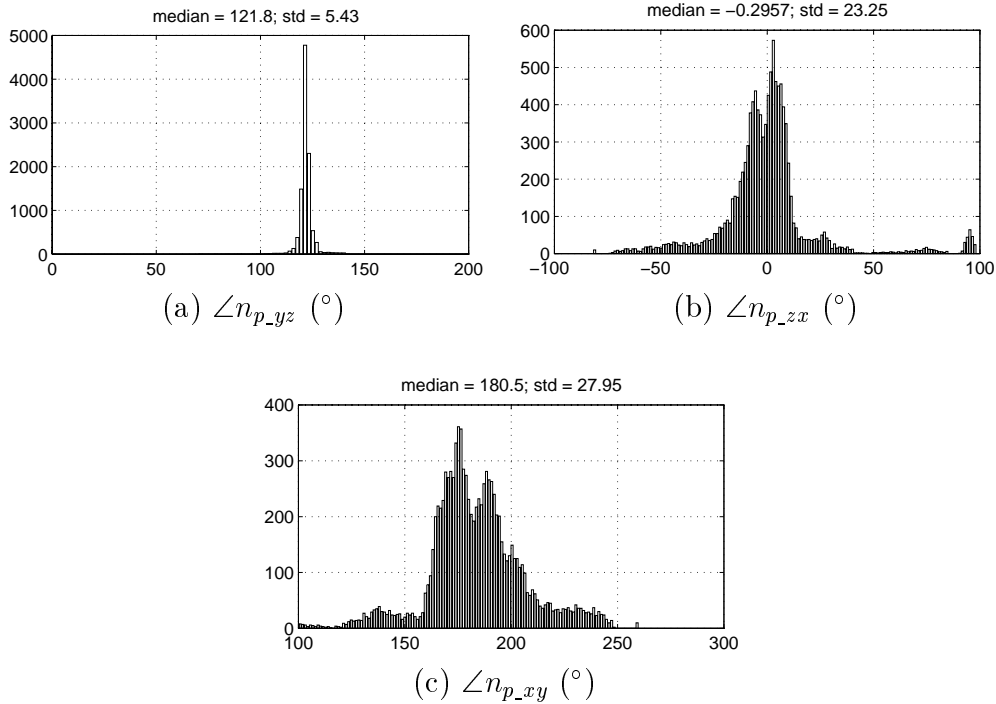 median = 121.8; std = 5.43
5000
4000
3000
2000
1000
0
0 50 100 150 200
(a) ∠n_{p_yz} (°)
median = −0.2957; std = 23.25
600
500
400
300
200
100
0
−100 −50 0 50 100
(b) ∠n_{p_zx} (°)
median = 180.5; std = 27.95
400
300
200
100
0
100 150 200 250 300
(c) ∠n_{p_xy} (°)